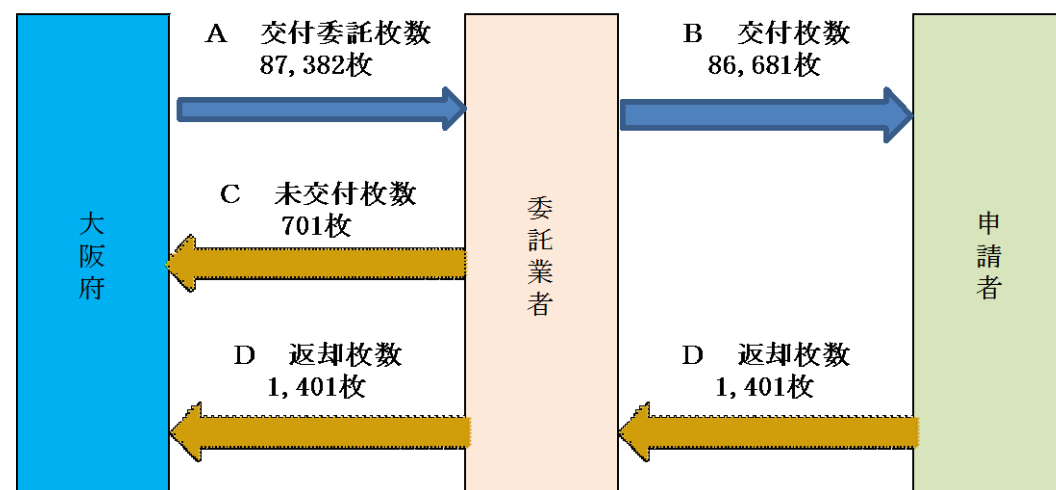 A 交付委託枚数
87,382枚
B 交付枚数
86,681枚
C 未交付枚数
701枚
大阪府
委託業者
申請者
D 返却枚数
1,401枚
D 返却枚数
1,401枚